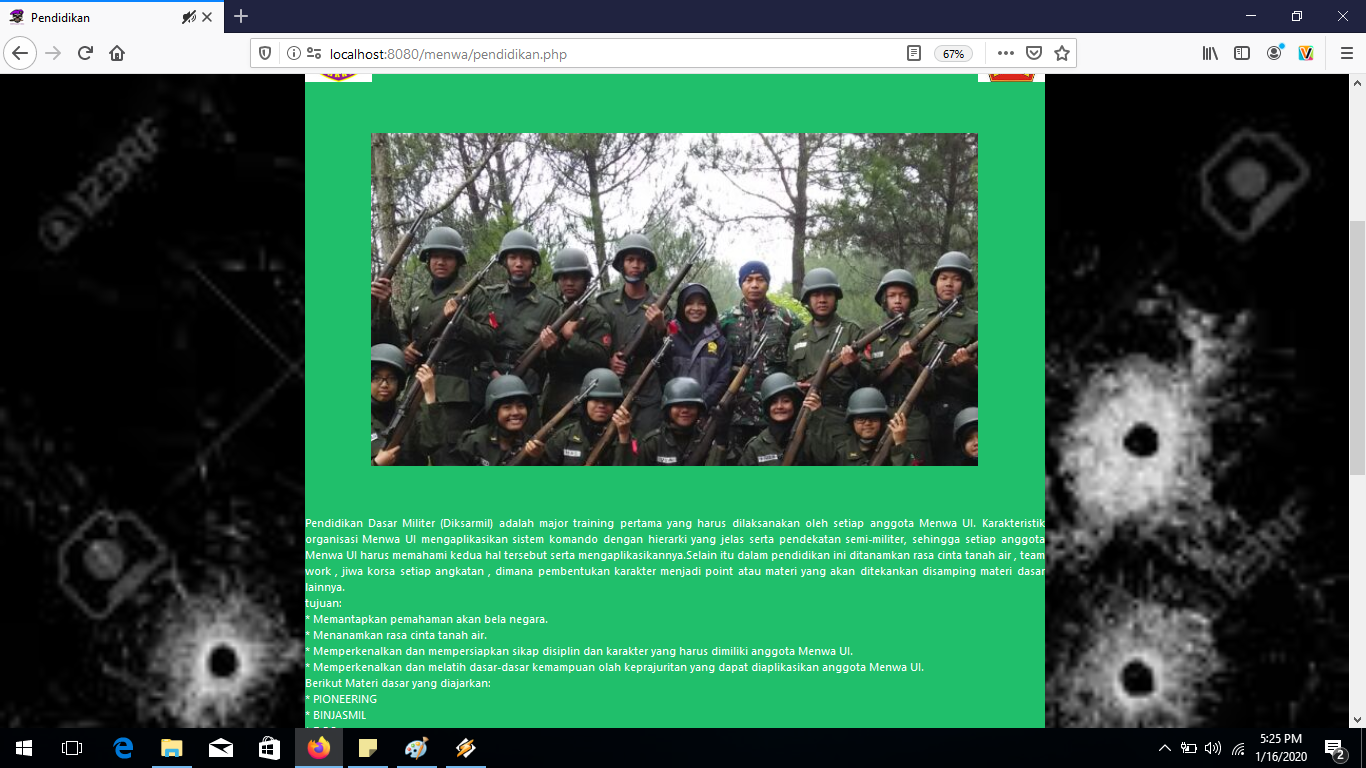 Pendidikan
localhost:8080/menwa/pendidikan.php
67%
123RF
Pendidikan Dasar Militer (Diksarmil) adalah major training pertama yang harus dilaksanakan oleh setiap anggota Menwa UI. Karakteristik
organisasi Menwa UI mengaplikasikan sistem komando dengan hierarki yang jelas serta pendekatan semi-militer, sehingga setiap anggota
Menwa UI harus memahami kedua hal tersebut serta mengaplikasikannya.Selain itu dalam pendidikan ini ditanamkan rasa cinta tanah air , team
work , jiwa korsa setiap angkatan , dimana pembentukan karakter menjadi point atau materi yang akan ditekankan disamping materi dasar
lainnya.
tujuan:
* Memantapkan pemahaman akan bela negara.
* Menanamkan rasa cinta tanah air.
* Memperkenalkan dan mempersiapkan sikap disiplin dan karakter yang harus dimiliki anggota Menwa UI.
* Memperkenalkan dan melatih dasar-dasar kemampuan olah keprajuritan yang dapat diaplikasikan anggota Menwa UI.
Berikut Materi dasar yang diajarkan:
* PIONEERING
* BINJASMIL
5:25 PM
1/16/2020
2